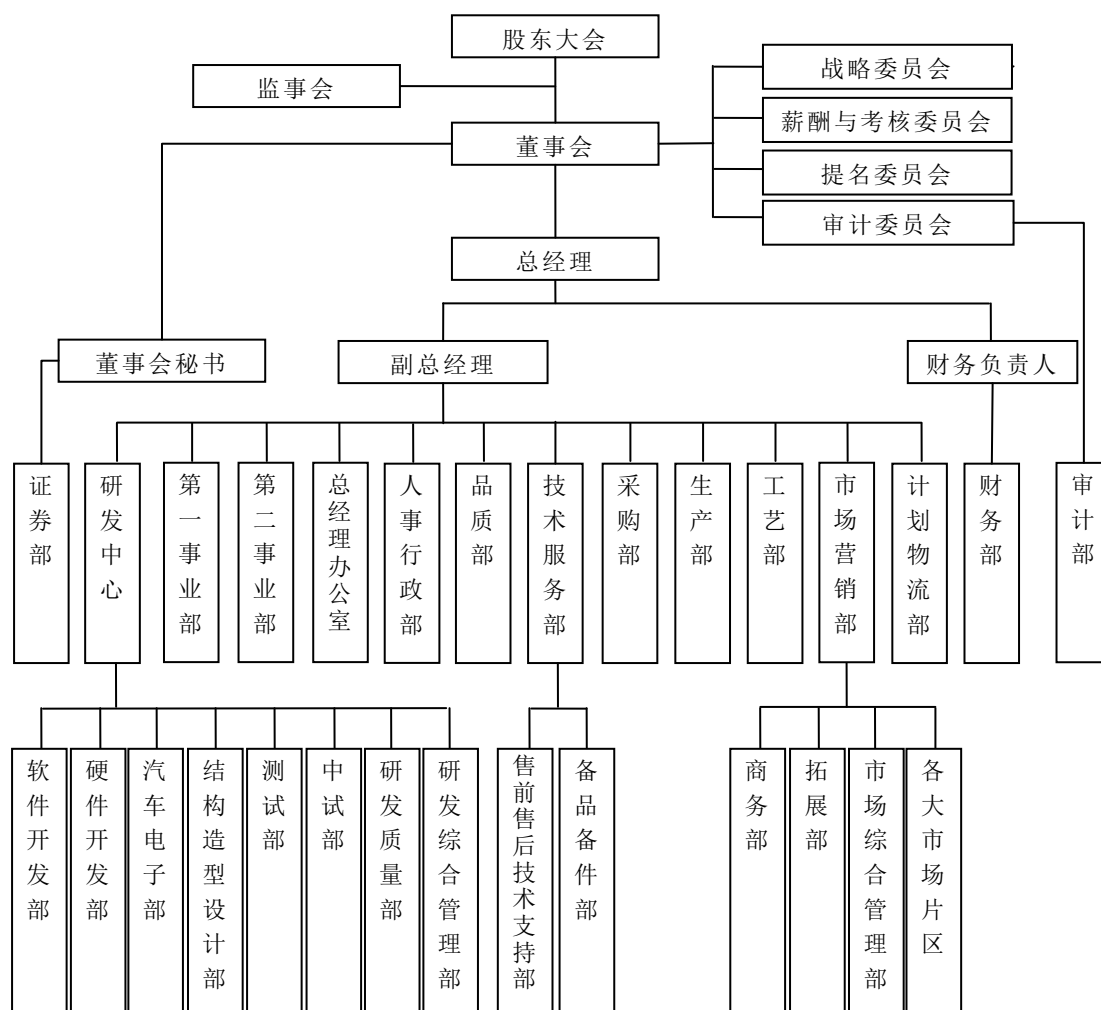 股东大会
战略委员会
监事会
薪酬与考核委员会
董事会
提名委员会
审计委员会
总经理
董事会秘书
副总经理
财务负责人
证券部
研发中心
第一事业部
第二事业部
总经理办公室
人事行政部
品质部
技术服务部
采购部
生产部
工艺部
市场营销部
计划物流部
财务部
审计部
软件开发部
硬件开发部
汽车电子部
结构造型设计部
测试部
中试部
研发质量部
研发综合管理部
售前售后技术支持部
备品备件部
商务部
拓展部
市场综合管理部
各大市场片区